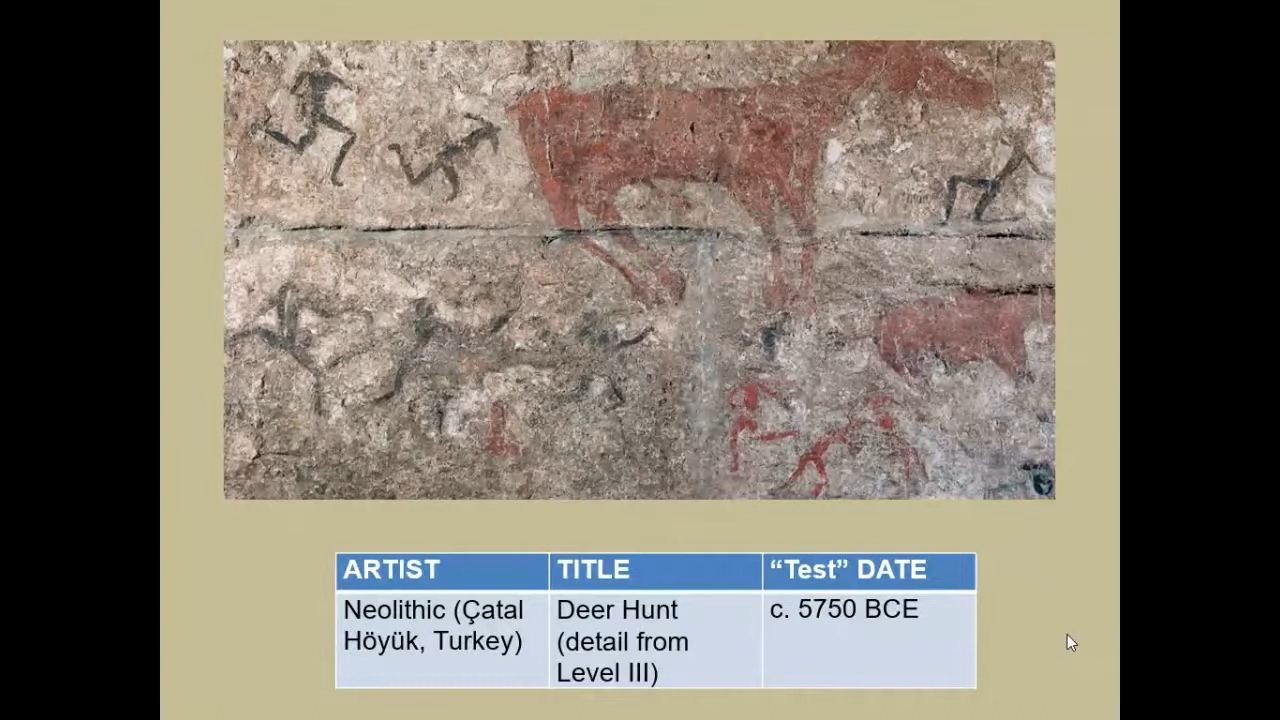 ARTIST TITLE “Test” DATE
Neolithic (Çatal Deer Hunt c. 5750 BCE
Höyük, Turkey) (detail from
Level III)